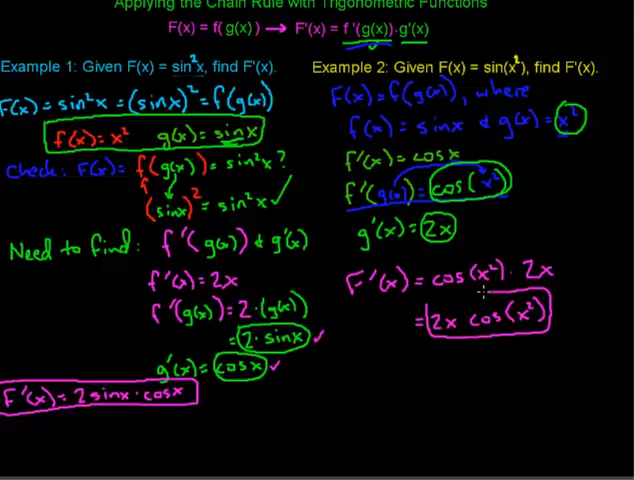 Applying the Chain Rule with Trigonometric Functions
F(x) = f( g(x) ) → F'(x) = f '(g(x))·g'(x)
Example 1: Given F(x) = sin²x, find F'(x).
F(x) = sin²x = (sinx)² = f(g(x))
f(x) = x² g(x) = sinx
Check: F(x) = f(g(x)) = sin²x?
(sinx)² = sin²x ✓
Need to find: f'(g(x)) & g'(x)
f'(x) = 2x
f'(g(x)) = 2·(g(x))
= 2·sinx ✓
g'(x) = cosx ✓
F'(x) = 2sinx·cosx
Example 2: Given F(x) = sin(x²), find F'(x).
F(x) = f(g(x)), where
f(x) = sinx & g(x) = x²
f'(x) = cosx
f'(g(x)) = cos(x²)
g'(x) = 2x
F'(x) = cos(x²) · 2x
= 2x cos(x²)